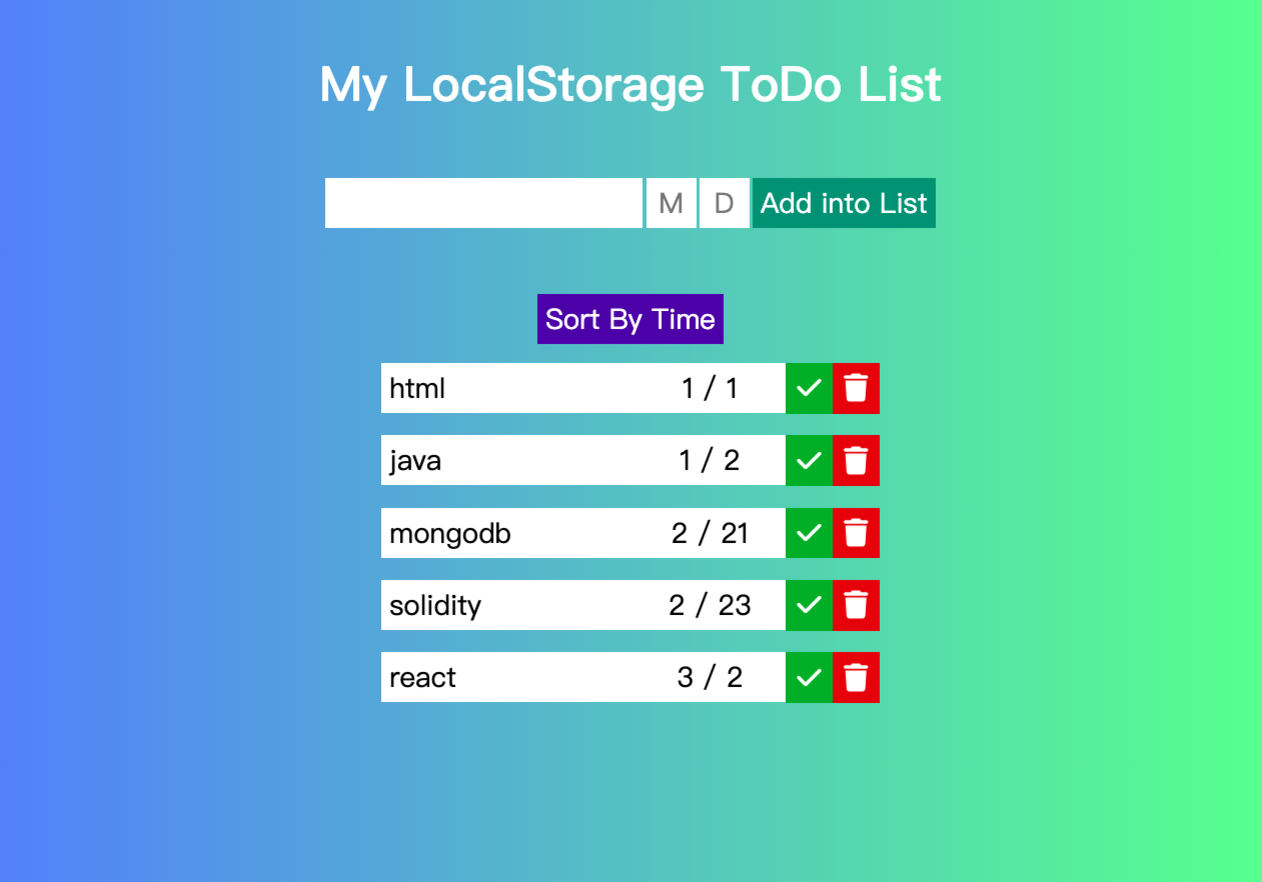 My LocalStorage ToDo List
M D Add into List
Sort By Time
html 1 / 1
java 1 / 2
mongodb 2 / 21
solidity 2 / 23
react 3 / 2